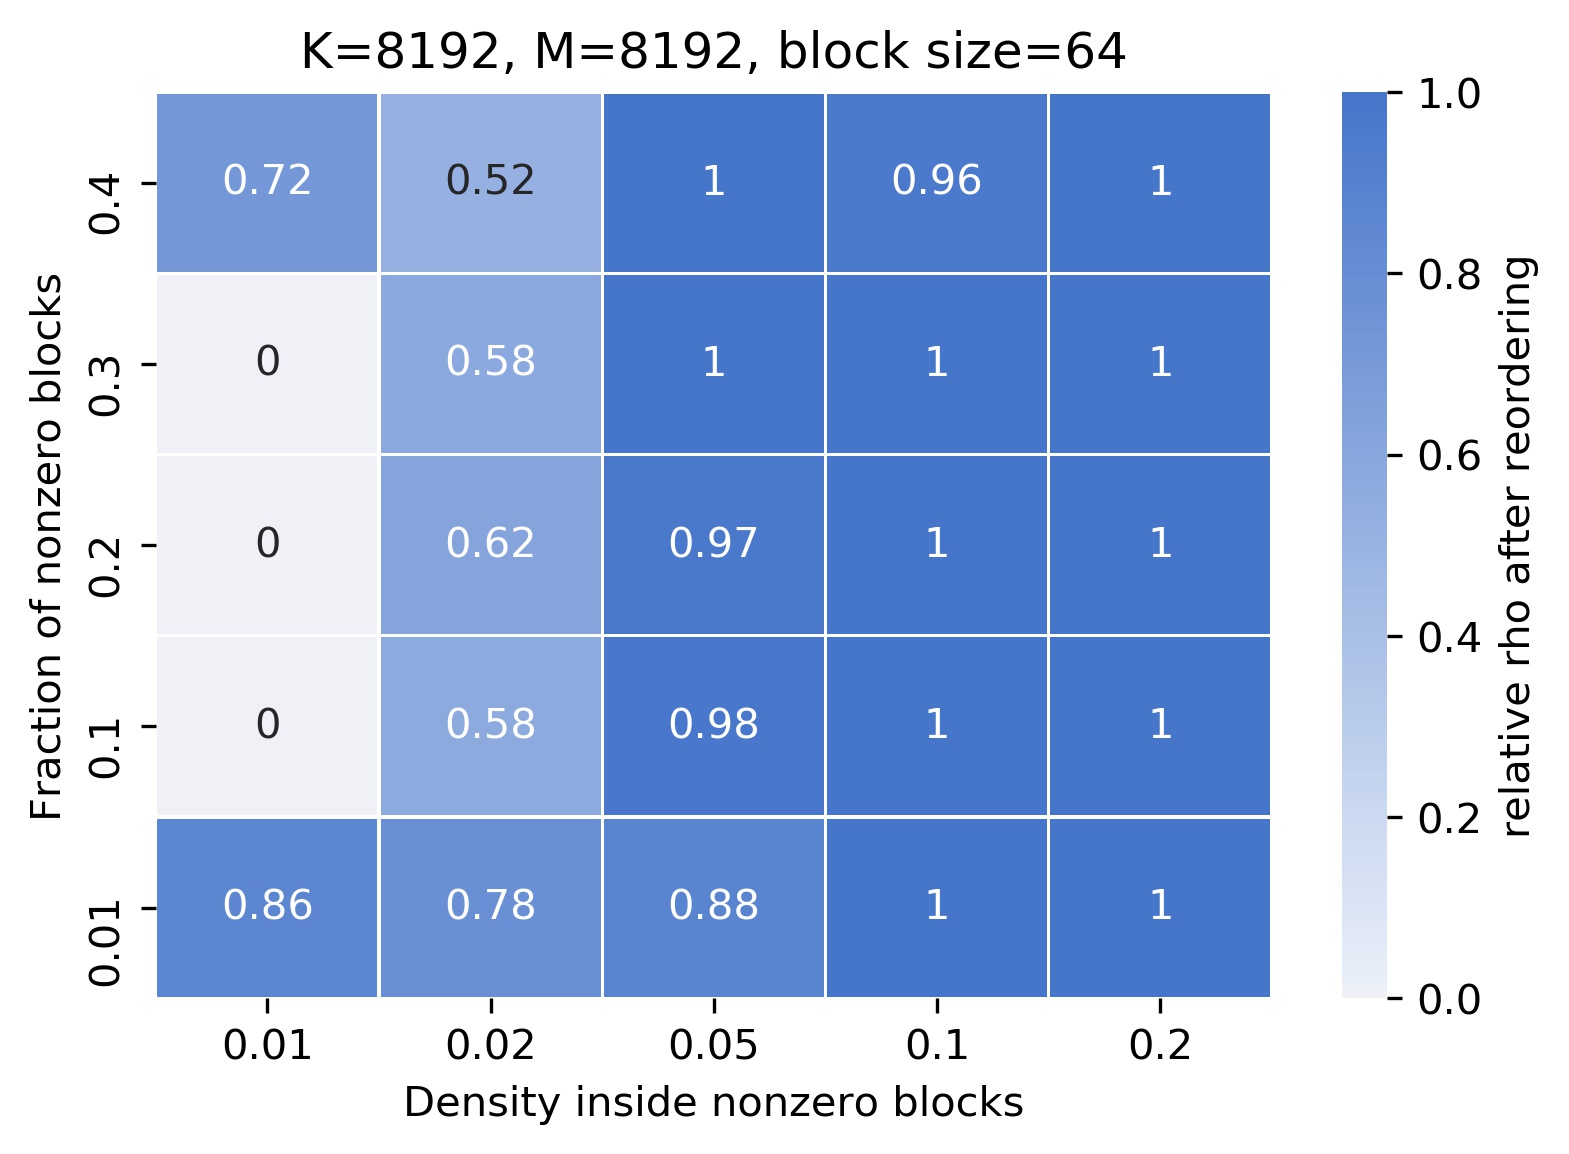 K=8192, M=8192, block size=64
Fraction of nonzero blocks
0.4 0.72 0.52 1 0.96 1
0.3 0 0.58 1 1 1
0.2 0 0.62 0.97 1 1
0.1 0 0.58 0.98 1 1
0.01 0.86 0.78 0.88 1 1
0.01 0.02 0.05 0.1 0.2
Density inside nonzero blocks
1.0
0.8
0.6
0.4
0.2
0.0
relative rho after reordering